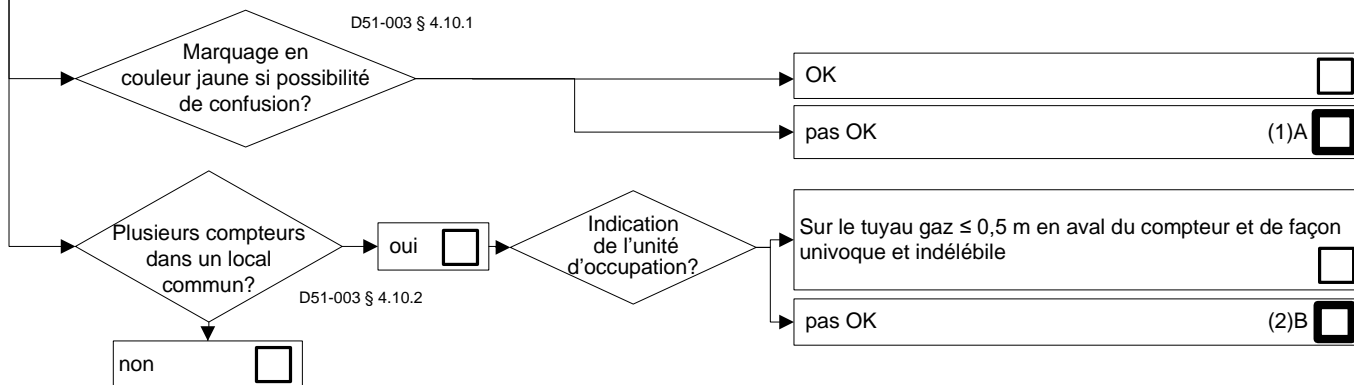 D51-003 § 4.10.1
Marquage en
couleur jaune si possibilité
de confusion?
OK
pas OK (1)A
Plusieurs compteurs
dans un local
commun?
D51-003 § 4.10.2
oui
Indication
de l’unité
d’occupation?
Sur le tuyau gaz ≤ 0,5 m en aval du compteur et de façon
univoque et indélébile
pas OK (2)B
non